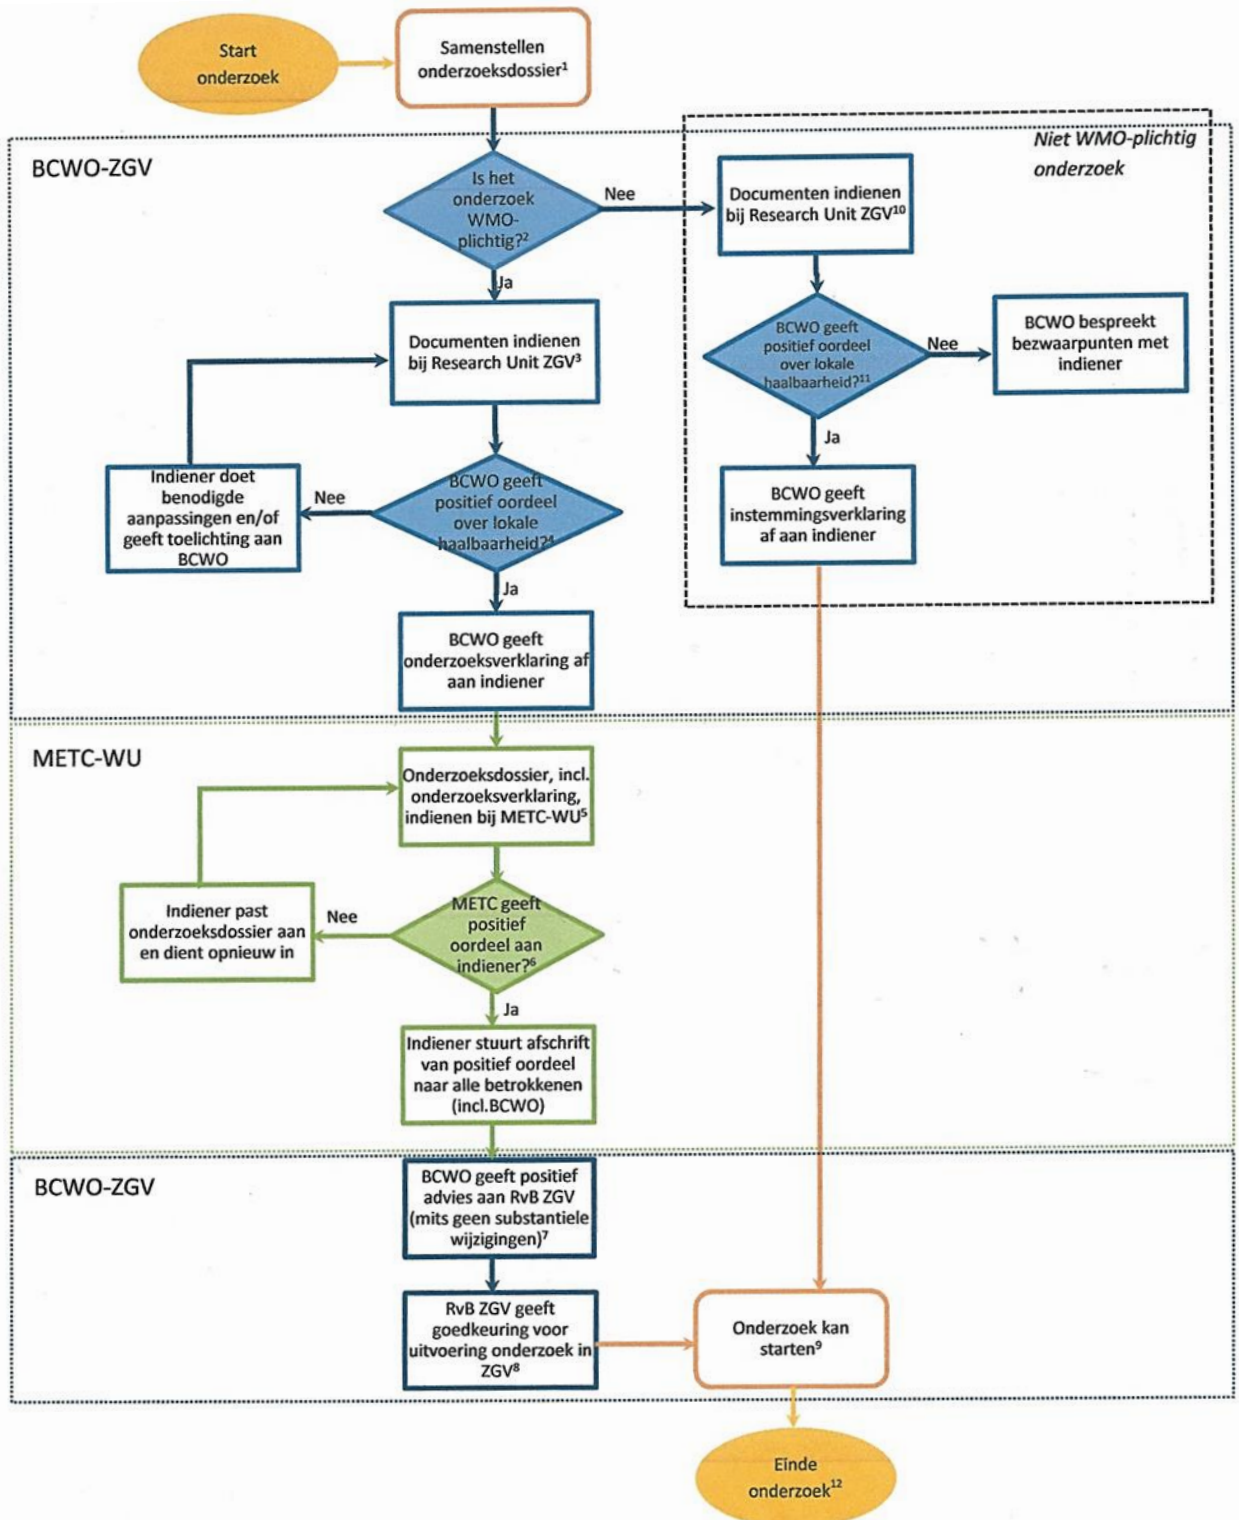 Start
onderzoek
Samenstellen
onderzoeksdossier¹
BCWO-ZGV
Niet WMO-plichtig
onderzoek
Is het
onderzoek
WMO-
plichtig?²
Nee
Documenten indienen
bij Research Unit ZGV¹⁰
Ja
Documenten indienen
bij Research Unit ZGV³
BCWO geeft
positief oordeel
over lokale
haalbaarheid?¹¹
Nee
BCWO bespreekt
bezwaarpunten met
indiener
Ja
BCWO geeft
instemmingsverklaring
af aan indiener
BCWO geeft
positief oordeel
over lokale
haalbaarheid?⁴
Nee
Indiener doet
benodigde
aanpassingen en/of
geeft toelichting aan
BCWO
Ja
BCWO geeft
onderzoeksverklaring af
aan indiener
METC-WU
Onderzoeksdossier, incl.
onderzoeksverklaring,
indienen bij METC-WU⁵
METC geeft
positief
oordeel aan
indiener?⁶
Nee
Indiener past
onderzoeksdossier aan
en dient opnieuw in
Ja
Indiener stuurt afschrift
van positief oordeel
naar alle betrokkenen
(incl.BCWO)
BCWO-ZGV
BCWO geeft positief
advies aan RvB ZGV
(mits geen substantiele
wijzigingen)⁷
RvB ZGV geeft
goedkeuring voor
uitvoering onderzoek in
ZGV⁸
Onderzoek kan
starten⁹
Einde
onderzoek¹²